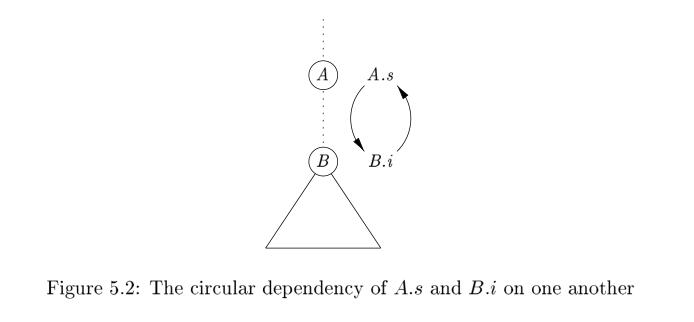 A A.s
B B.i
Figure 5.2: The circular dependency of A.s and B.i on one another